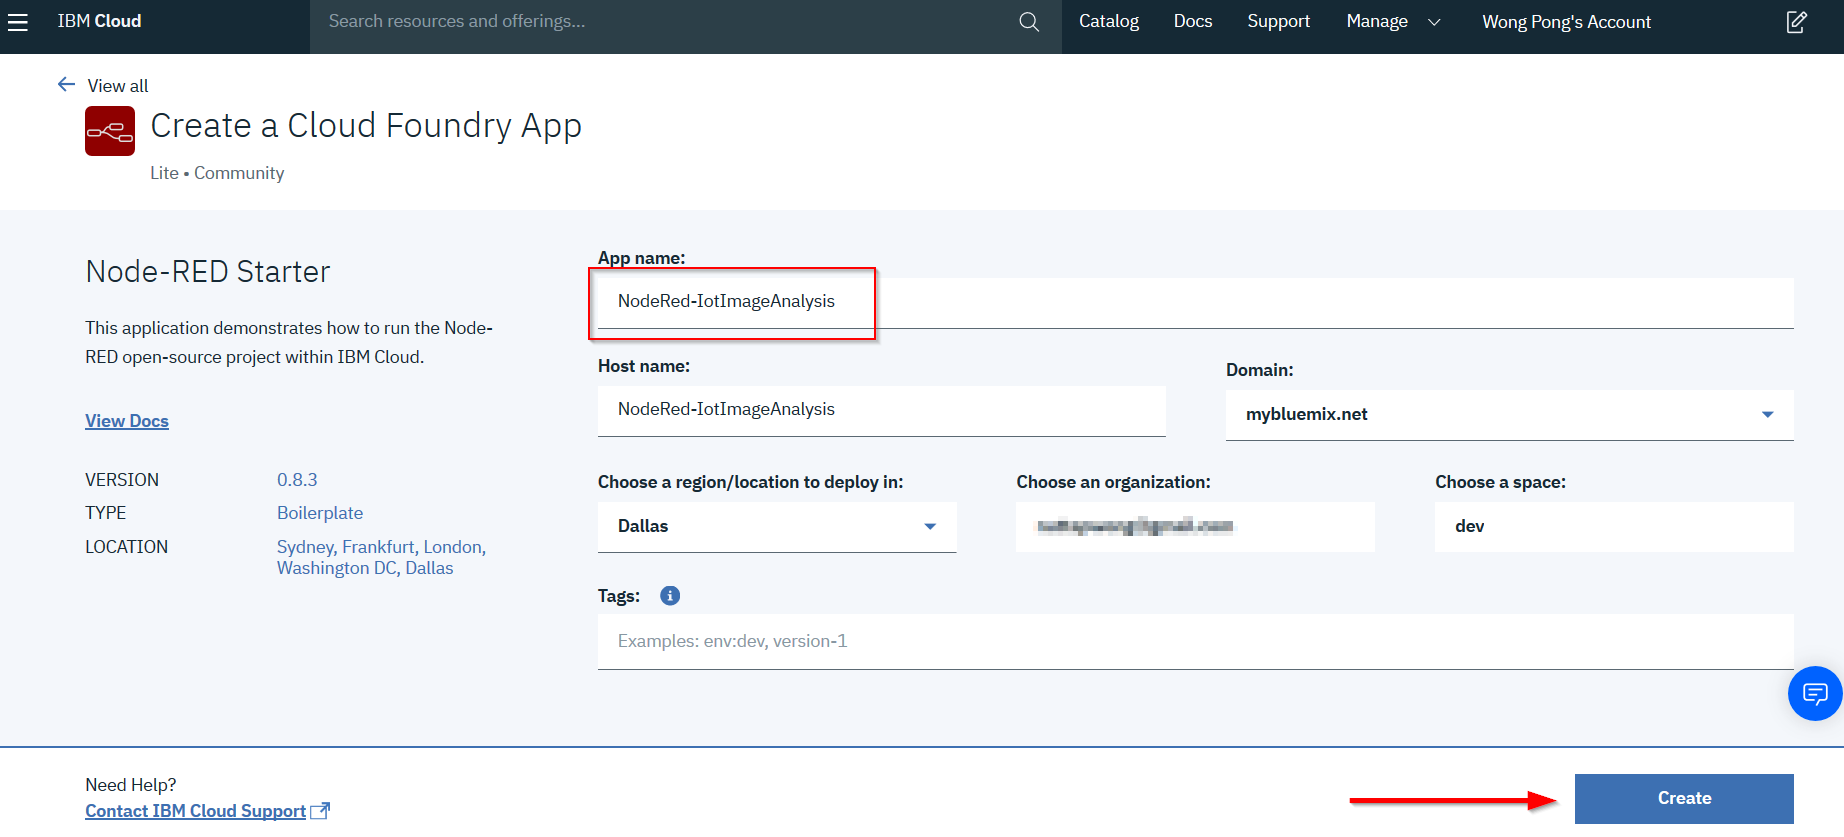 IBM Cloud
Search resources and offerings...
Catalog
Docs
Support
Manage
Wong Pong's Account
View all
Create a Cloud Foundry App
Lite • Community
Node-RED Starter
This application demonstrates how to run the Node-
RED open-source project within IBM Cloud.
View Docs
VERSION 0.8.3
TYPE Boilerplate
LOCATION Sydney, Frankfurt, London,
Washington DC, Dallas
App name:
NodeRed-IotImageAnalysis
Host name:
NodeRed-IotImageAnalysis
Domain:
mybluemix.net
Choose a region/location to deploy in:
Dallas
Choose an organization:
Choose a space:
dev
Tags:
Examples: env:dev, version-1
Need Help?
Contact IBM Cloud Support
Create